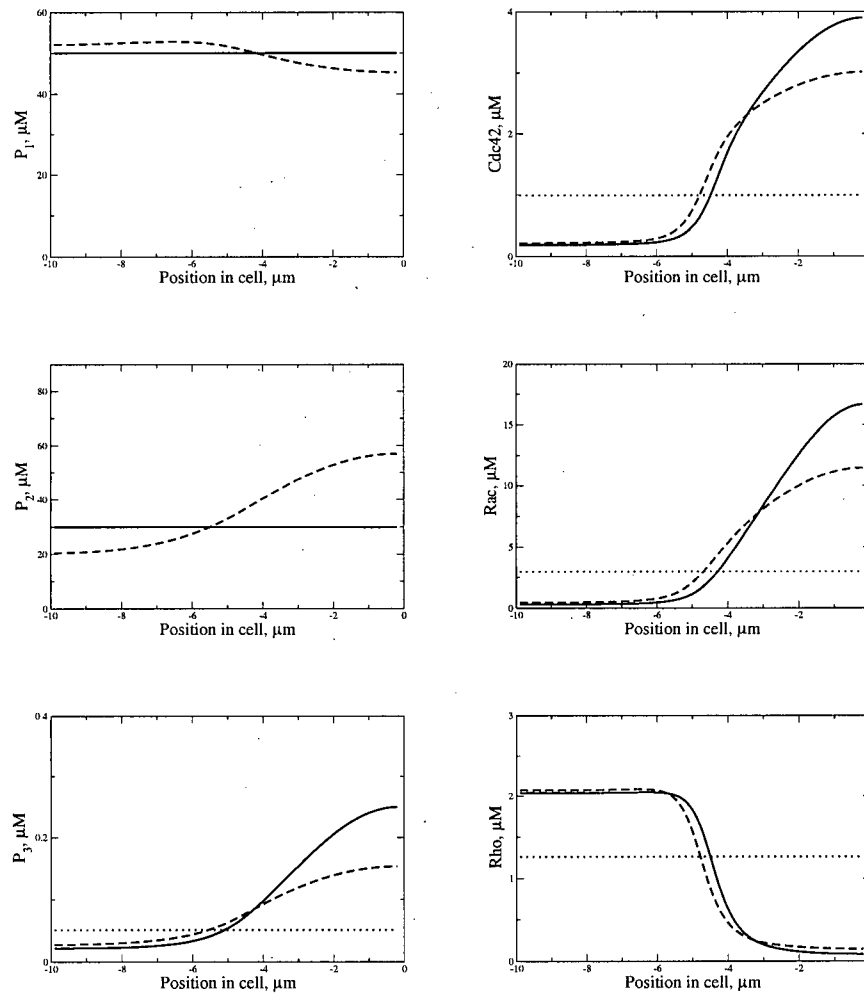 60
40
20
0
P1, μM
-10 -8 -6 -4 -2 0
Position in cell, μm
4
2
0
Cdc42, μM
-10 -8 -6 -4 -2
Position in cell, μm
80
60
40
20
0
P2, μM
-10 -8 -6 -4 -2 0
Position in cell, μm
20
15
10
5
0
Rac, μM
-10 -8 -6 -4 -2
Position in cell, μm
0.4
0.2
0
P3, μM
-10 -8 -6 -4 -2 0
Position in cell, μm
3
2
1
0
Rho, μM
-10 -8 -6 -4 -2
Position in cell, μm